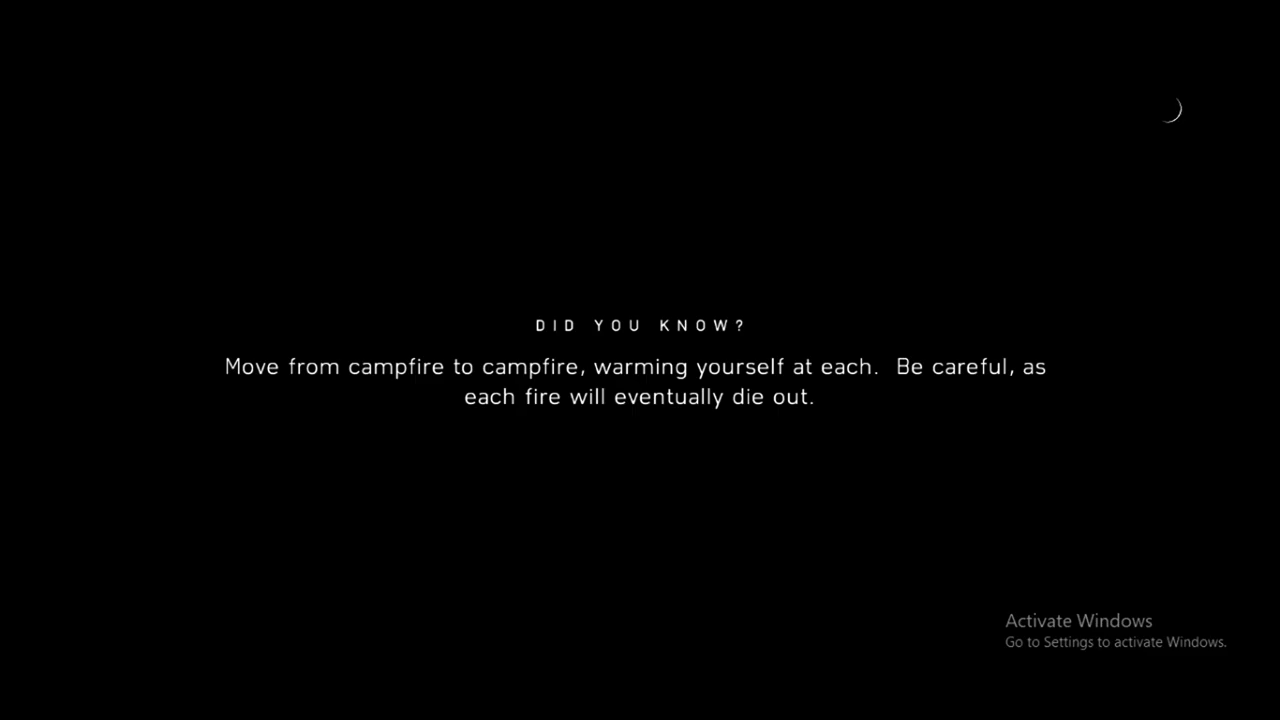 DID YOU KNOW?
Move from campfire to campfire, warming yourself at each.  Be careful, as
each fire will eventually die out.
Activate Windows
Go to Settings to activate Windows.